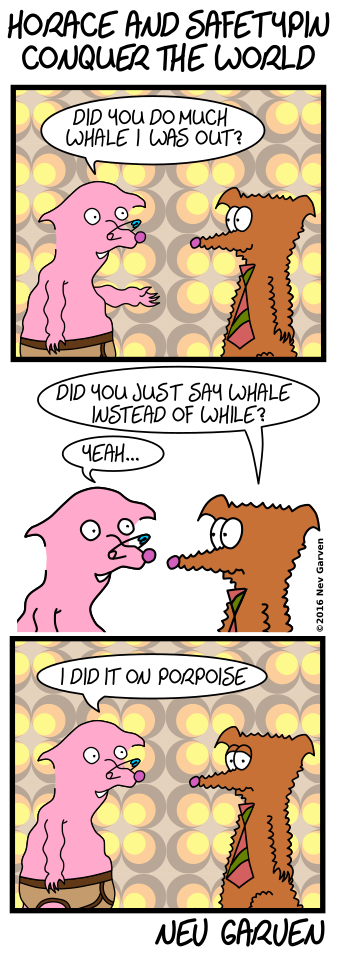 HORACE AND SAFETYPIN
CONQUER THE WORLD
DID YOU DO MUCH
WHALE I WAS OUT?
DID YOU JUST SAY WHALE
INSTEAD OF WHILE?
YEAH...
©2016 Nev Garven
I DID IT ON PORPOISE
NEV GARVEN